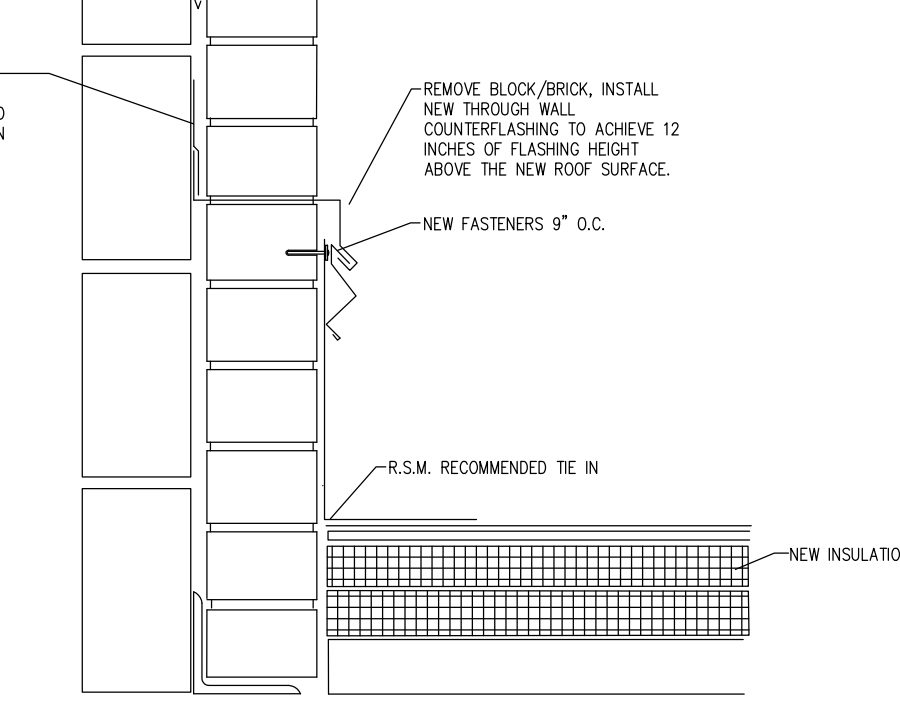 REMOVE BLOCK/BRICK, INSTALL
NEW THROUGH WALL
COUNTERFLASHING TO ACHIEVE 12
INCHES OF FLASHING HEIGHT
ABOVE THE NEW ROOF SURFACE.
NEW FASTENERS 9" O.C.
R.S.M. RECOMMENDED TIE IN
NEW INSULATIO